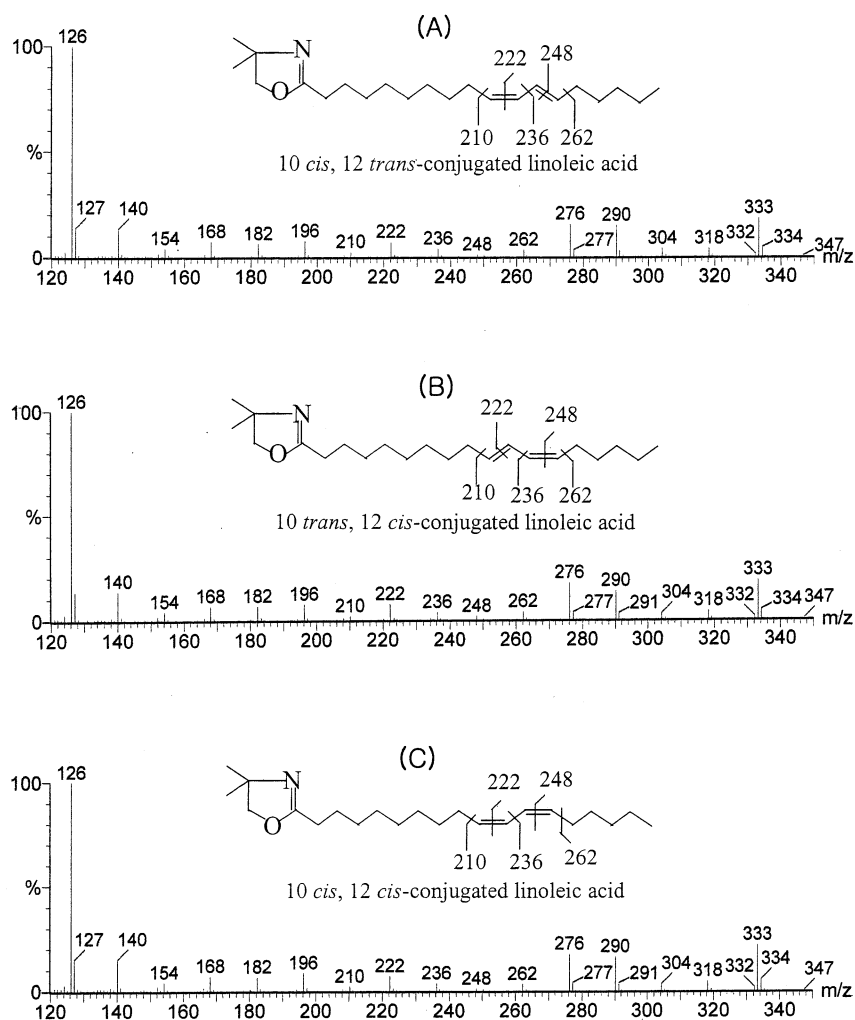 (A)
100
126
N
O
222 248
210 236 262
10 cis, 12 trans-conjugated linoleic acid
%
127 140 154 168 182 196 210 222 236 248 262 276 277 290 304 318 332 333 334 347
0
m/z
120 140 160 180 200 220 240 260 280 300 320 340
(B)
100
126
N
O
222 248
210 236 262
10 trans, 12 cis-conjugated linoleic acid
%
140 154 168 182 196 210 222 236 248 262 276 277 290 291 304 318 332 333 334 347
0
m/z
120 140 160 180 200 220 240 260 280 300 320 340
(C)
100
126
N
O
222 248
210 236 262
10 cis, 12 cis-conjugated linoleic acid
%
127 140 154 168 182 196 210 222 236 248 262 276 277 290 291 304 318 332 333 334 347
0
m/z
120 140 160 180 200 220 240 260 280 300 320 340